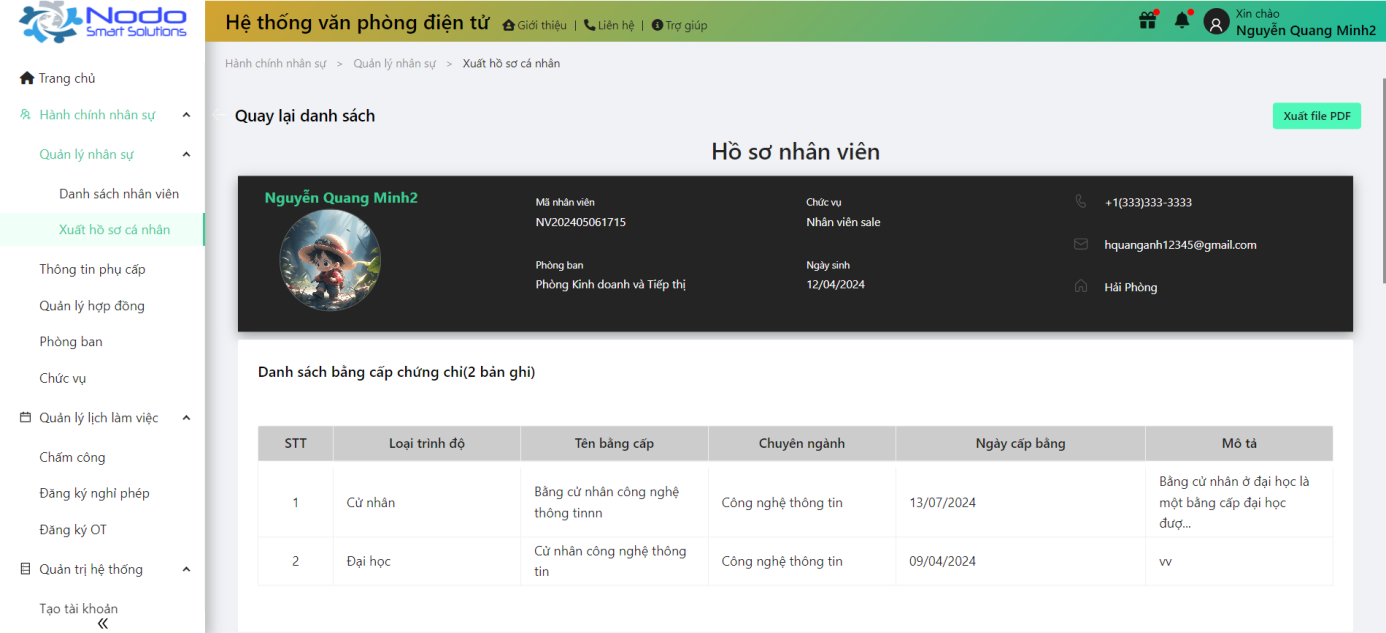 Nodo
Smart Solutions
Hệ thống văn phòng điện tử
Giới thiệu | Liên hệ | Trợ giúp
Xin chào
Nguyễn Quang Minh2
Trang chủ
Hành chính nhân sự
Quản lý nhân sự
Danh sách nhân viên
Xuất hồ sơ cá nhân
Thông tin phụ cấp
Quản lý hợp đồng
Phòng ban
Chức vụ
Quản lý lịch làm việc
Chấm công
Đăng ký nghỉ phép
Đăng ký OT
Quản trị hệ thống
Tạo tài khoản
Hành chính nhân sự > Quản lý nhân sự > Xuất hồ sơ cá nhân
Quay lại danh sách
Xuất file PDF
Hồ sơ nhân viên
Nguyễn Quang Minh2
Mã nhân viên
NV202405061715
Phòng ban
Phòng Kinh doanh và Tiếp thị
Chức vụ
Nhân viên sale
Ngày sinh
12/04/2024
+1(333)333-3333
hquanganh12345@gmail.com
Hải Phòng
Danh sách bằng cấp chứng chỉ(2 bản ghi)
STT Loại trình độ Tên bằng cấp Chuyên ngành Ngày cấp bằng Mô tả
1 Cử nhân Bằng cử nhân công nghệ thông tinnn Công nghệ thông tin 13/07/2024 Bằng cử nhân ở đại học là một bằng cấp đại học đượ...
2 Đại học Cử nhân công nghệ thông tin Công nghệ thông tin 09/04/2024 vv